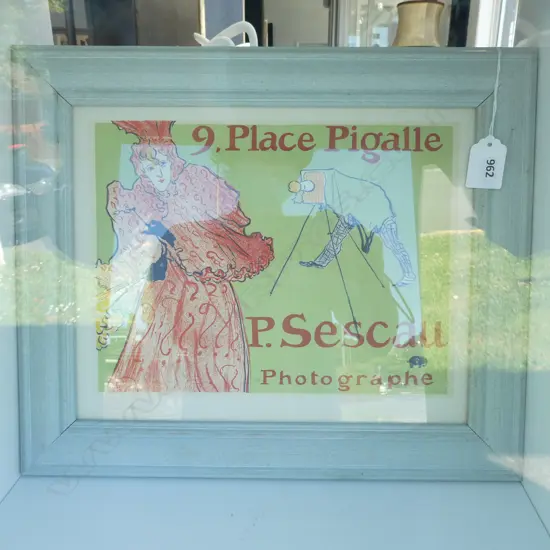 9, Place Pigalle
P. Sescau
Photographe
962